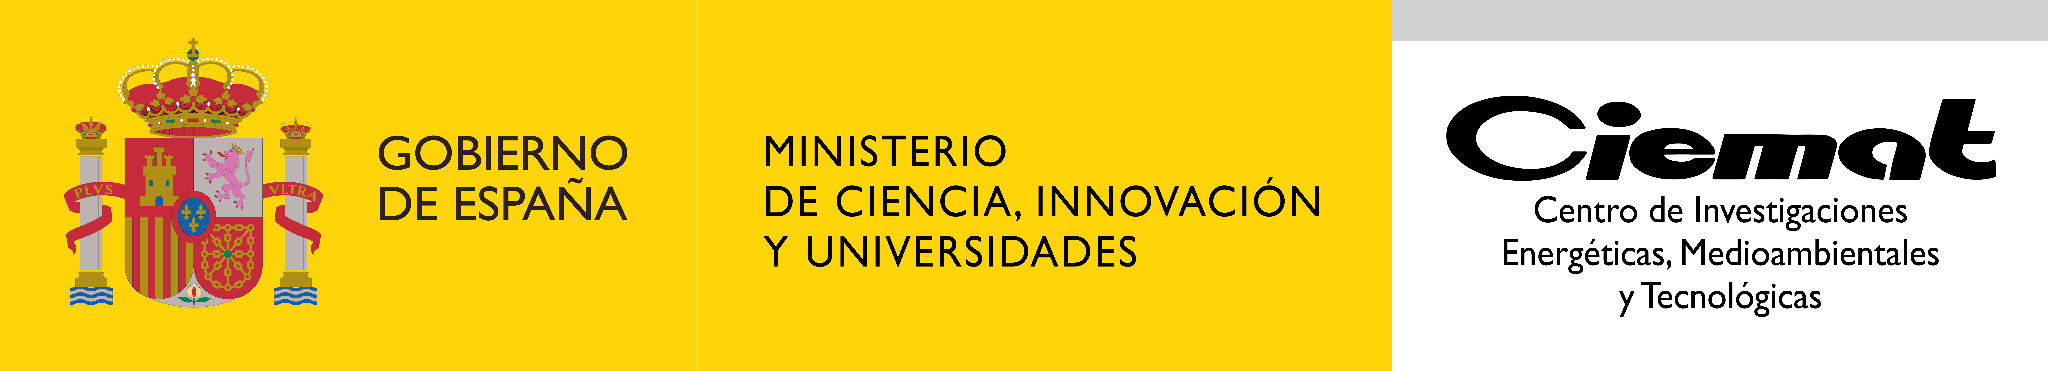 PLVS
VLTRA
GOBIERNO
DE ESPAÑA
MINISTERIO
DE CIENCIA, INNOVACIÓN
Y UNIVERSIDADES
Ciemat
Centro de Investigaciones
Energéticas, Medioambientales
y Tecnológicas